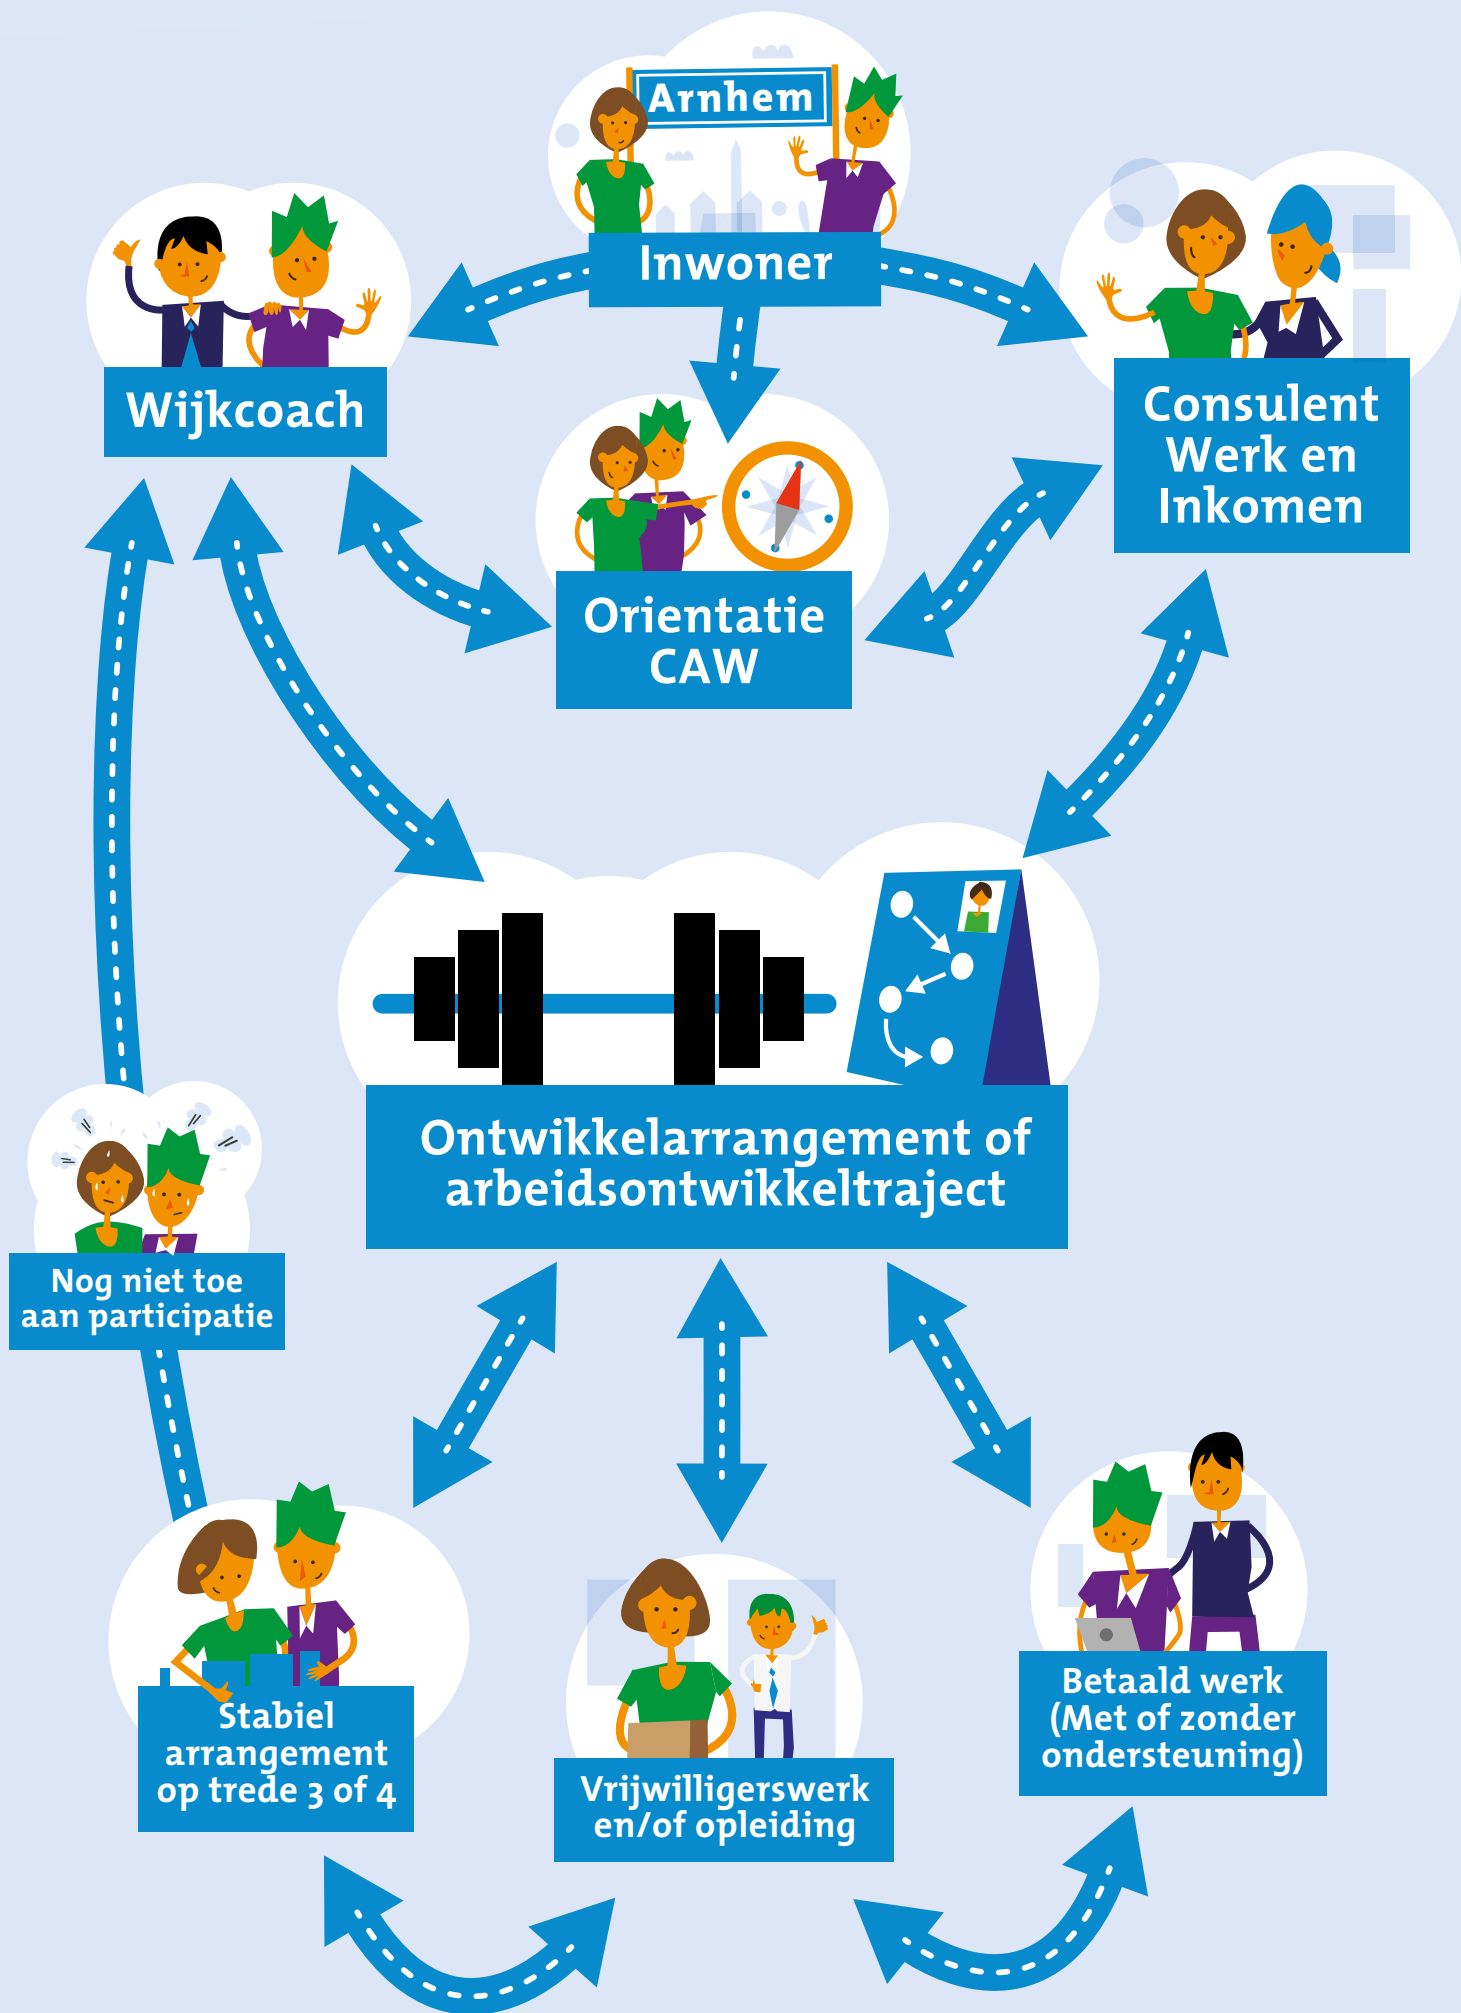 Arnhem
Inwoner
Wijkcoach
Consulent
Werk en
Inkomen
Orientatie
CAW
Ontwikkelarrangement of
arbeidsontwikkeltraject
Nog niet toe
aan participatie
Stabiel
arrangement
op trede 3 of 4
Vrijwilligerswerk
en/of opleiding
Betaald werk
(Met of zonder
ondersteuning)